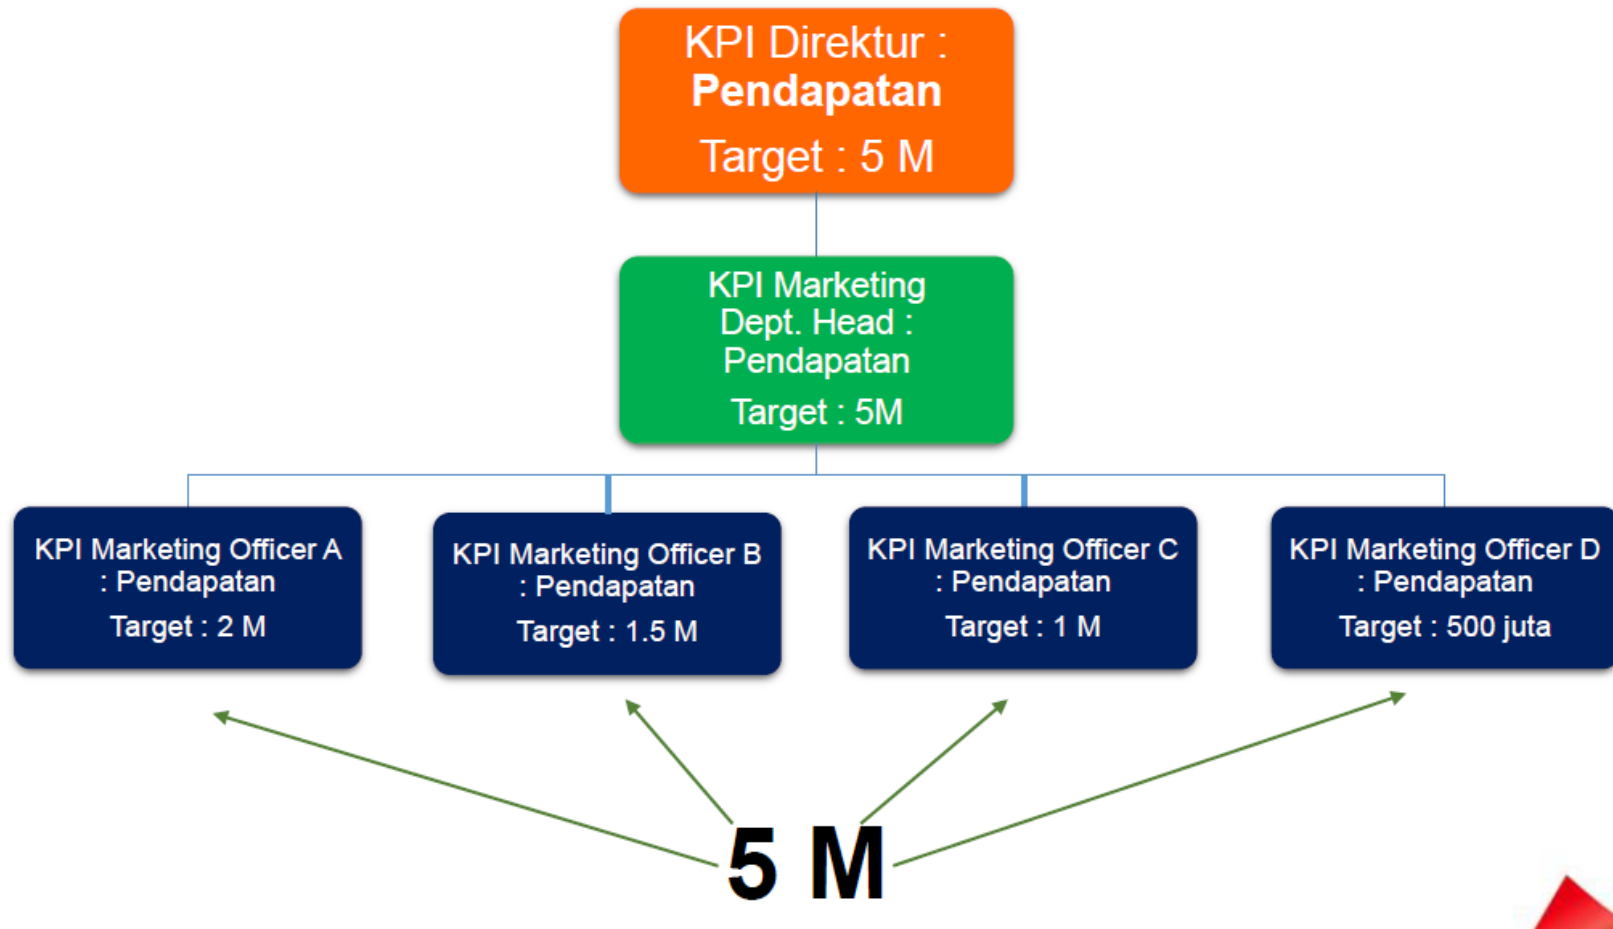 KPI Direktur :
Pendapatan
Target : 5 M
KPI Marketing
Dept. Head :
Pendapatan
Target : 5M
KPI Marketing Officer A
: Pendapatan
Target : 2 M
KPI Marketing Officer B
: Pendapatan
Target : 1.5 M
KPI Marketing Officer C
: Pendapatan
Target : 1 M
KPI Marketing Officer D
: Pendapatan
Target : 500 juta
5 M